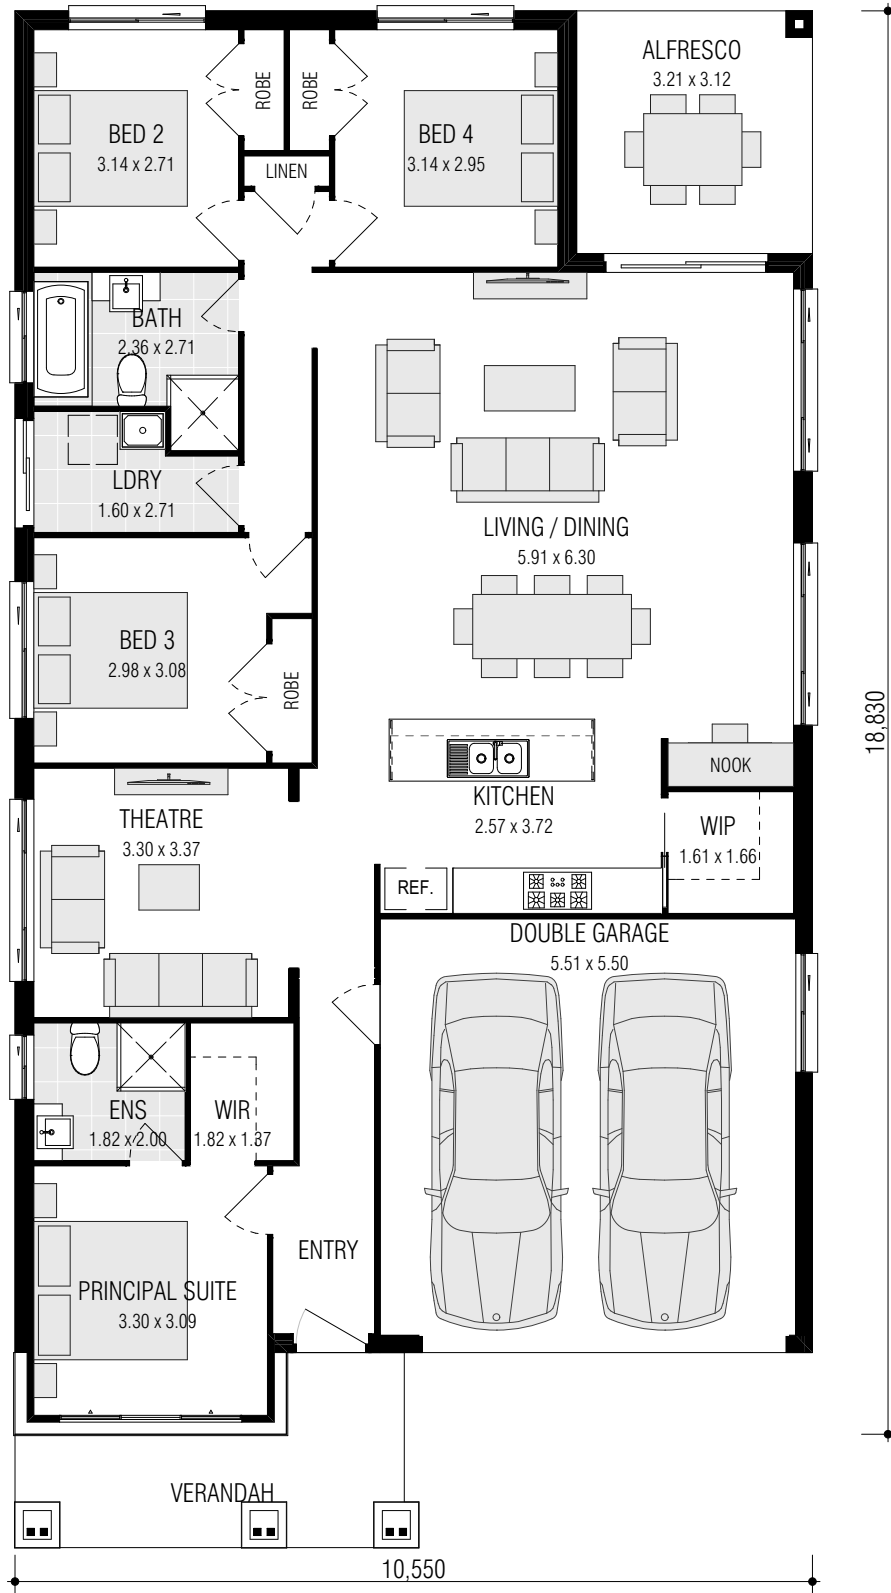 ALFRESCO
3.21 x 3.12
ROBE
ROBE
BED 2
3.14 x 2.71
BED 4
3.14 x 2.95
LINEN
BATH
2.36 x 2.71
LDRY
1.60 x 2.71
LIVING / DINING
5.91 x 6.30
BED 3
2.98 x 3.08
ROBE
18,830
NOOK
KITCHEN
2.57 x 3.72
THEATRE
3.30 x 3.37
WIP
1.61 x 1.66
REF.
DOUBLE GARAGE
5.51 x 5.50
ENS
1.82 x 2.00
WIR
1.82 x 1.37
ENTRY
PRINCIPAL SUITE
3.30 x 3.09
VERANDAH
10,550